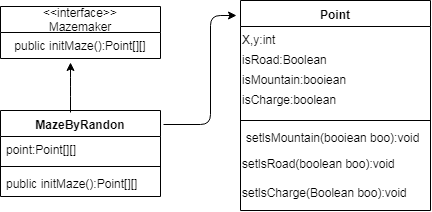 <<interface>>
Mazemaker
public initMaze():Point[][]
MazeByRandon
point:Point[][]
public initMaze():Point[][]
Point
X,y:int
isRoad:Boolean
isMountain:booiean
isCharge:boolean
setIsMountain(booiean boo):void
setIsRoad(boolean boo):void
setIsCharge(Boolean boo):void